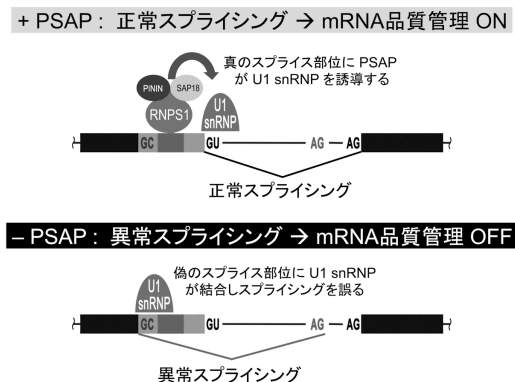 + PSAP : 正常スプライシング → mRNA品質管理 ON
真のスプライス部位に PSAP
が U1 snRNP を誘導する
PININ
SAP18
RNPS1
U1
snRNP
GC
GU
AG
AG
正常スプライシング
– PSAP : 異常スプライシング → mRNA品質管理 OFF
偽のスプライス部位に U1 snRNP
が結合しスプライシングを誤る
U1
snRNP
GC
GU
AG
AG
異常スプライシング